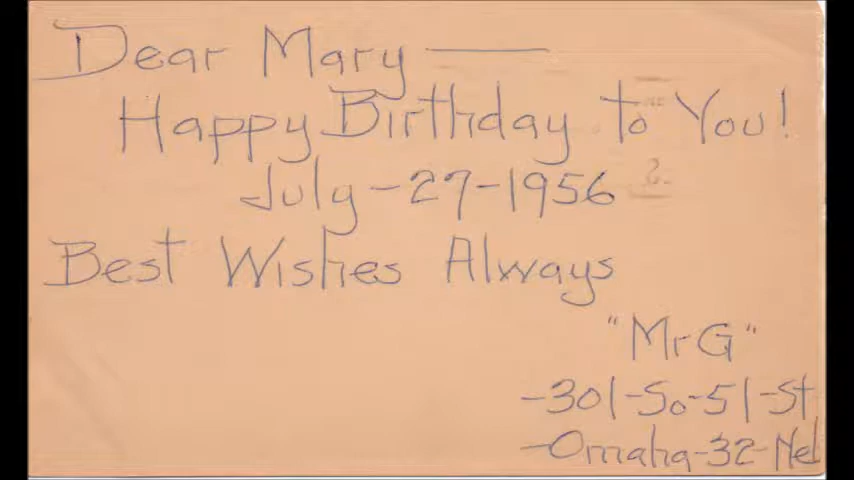 Dear Mary —
Happy Birthday to You!
July-27-1956
Best Wishes Always
"Mr G"
-301-So-51-St
-Omaha-32-Neb